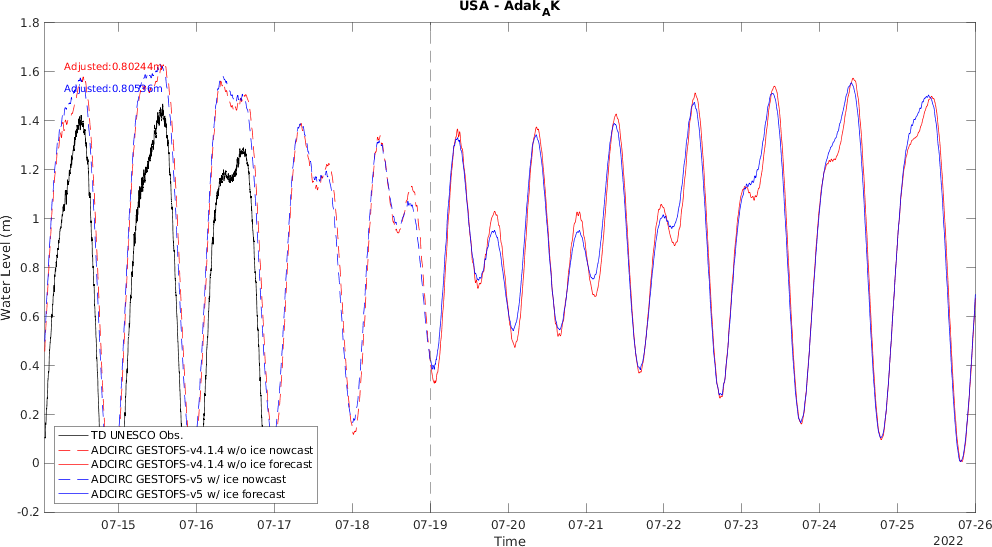 USA - Adak_AK
1.8
1.6
1.4
1.2
1
0.8
0.6
0.4
0.2
0
-0.2
Water Level (m)
Adjusted:0.80244m
Adjusted:0.80536m
TD UNESCO Obs.
ADCIRC GESTOFS-v4.1.4 w/o ice nowcast
ADCIRC GESTOFS-v4.1.4 w/o ice forecast
ADCIRC GESTOFS-v5 w/ ice nowcast
ADCIRC GESTOFS-v5 w/ ice forecast
07-15 07-16 07-17 07-18 07-19 07-20 07-21 07-22 07-23 07-24 07-25 07-26
Time
2022